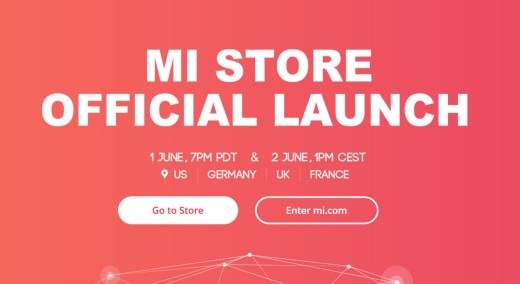 MI STORE
OFFICIAL LAUNCH
1 JUNE, 7PM PDT & 2 JUNE, 1PM CEST
US GERMANY UK FRANCE
Go to Store Enter mi.com